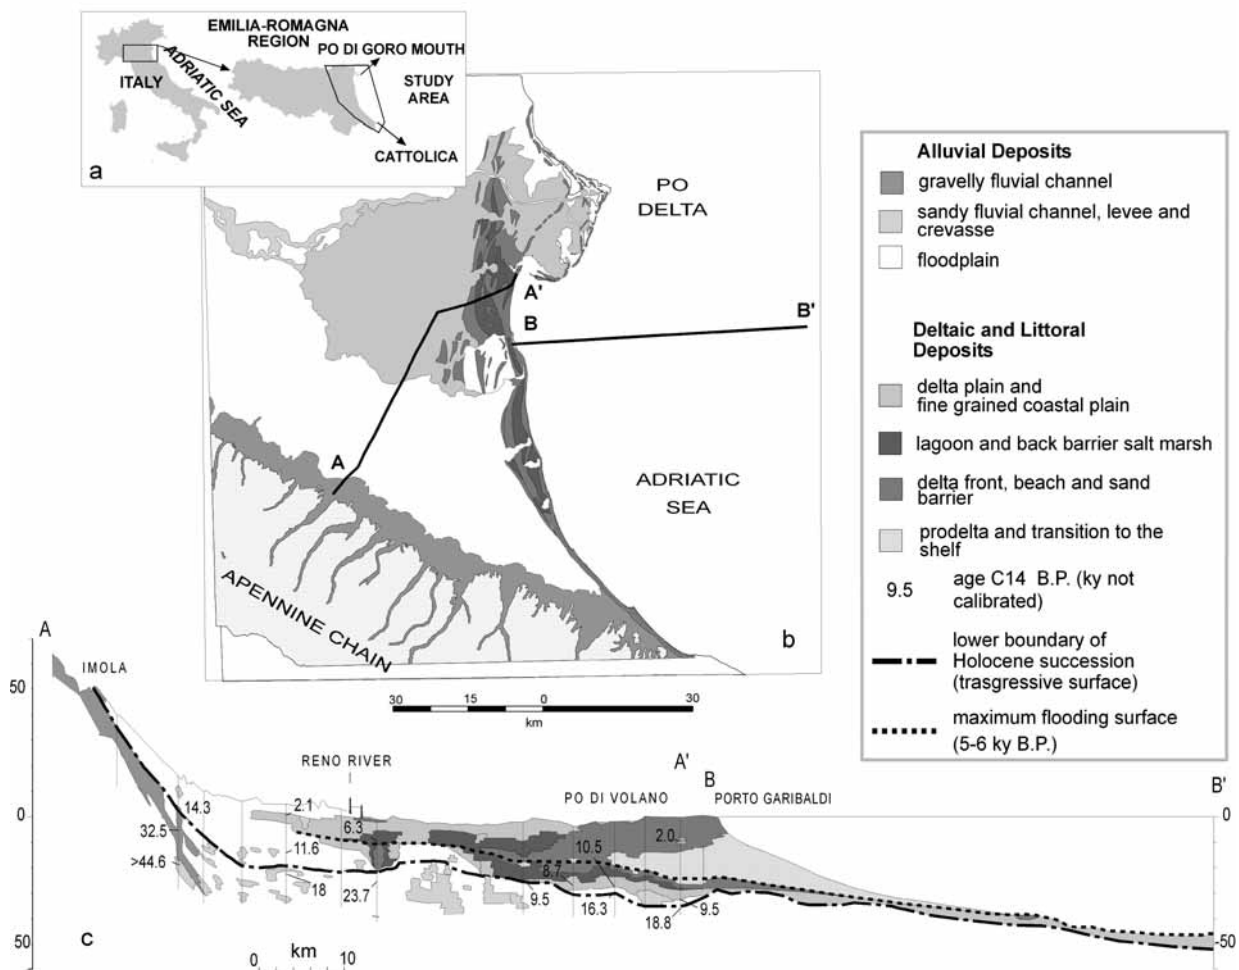 EMILIA-ROMAGNA
REGION
PO DI GORO MOUTH
ADRIATIC SEA
ITALY
STUDY
AREA
CATTOLICA
a
PO
DELTA
A'
B
B'
A
ADRIATIC
SEA
APENNINE CHAIN
b
30 15 0 30
km
Alluvial Deposits
gravelly fluvial channel
sandy fluvial channel, levee and
crevasse
floodplain
Deltaic and Littoral
Deposits
delta plain and
fine grained coastal plain
lagoon and back barrier salt marsh
delta front, beach and sand
barrier
prodelta and transition to the
shelf
9.5
age C14 B.P. (ky not
calibrated)
lower boundary of
Holocene succession
(trasgressive surface)
maximum flooding surface
(5-6 ky B.P.)
A
IMOLA
50
RENO RIVER
A'
B
B'
PO DI VOLANO
PORTO GARIBALDI
0
14.3
2.1
6.3
2.0
0
32.5
11.6
10.5
>44.6
18
23.7
8.7
9.5
16.3
18.8
9.5
50
c
km
0 10
-50